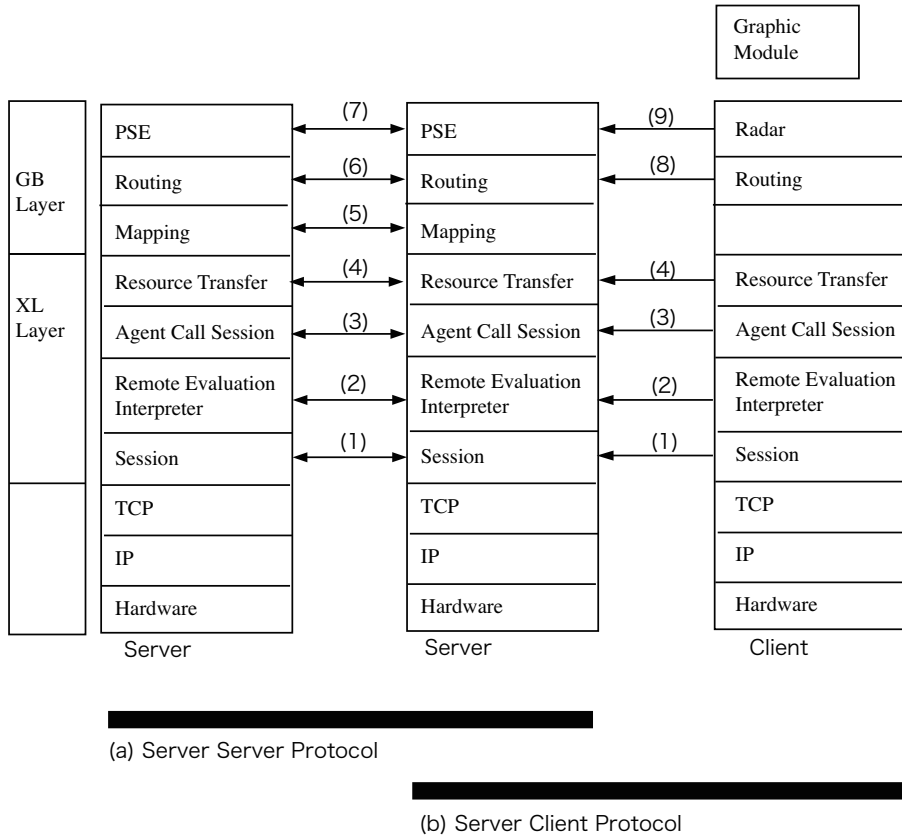 Graphic
Module
(7)
(9)
PSE
PSE
Radar
(6)
(8)
GB
Layer
Routing
Routing
Routing
(5)
Mapping
Mapping
(4)
(4)
Resource Transfer
Resource Transfer
Resource Transfer
XL
Layer
(3)
(3)
Agent Call Session
Agent Call Session
Agent Call Session
Remote Evaluation
Interpreter
(2)
Remote Evaluation
Interpreter
(2)
Remote Evaluation
Interpreter
(1)
(1)
Session
Session
Session
TCP
TCP
TCP
IP
IP
IP
Hardware
Hardware
Hardware
Server
Server
Client
(a) Server Server Protocol
(b) Server Client Protocol